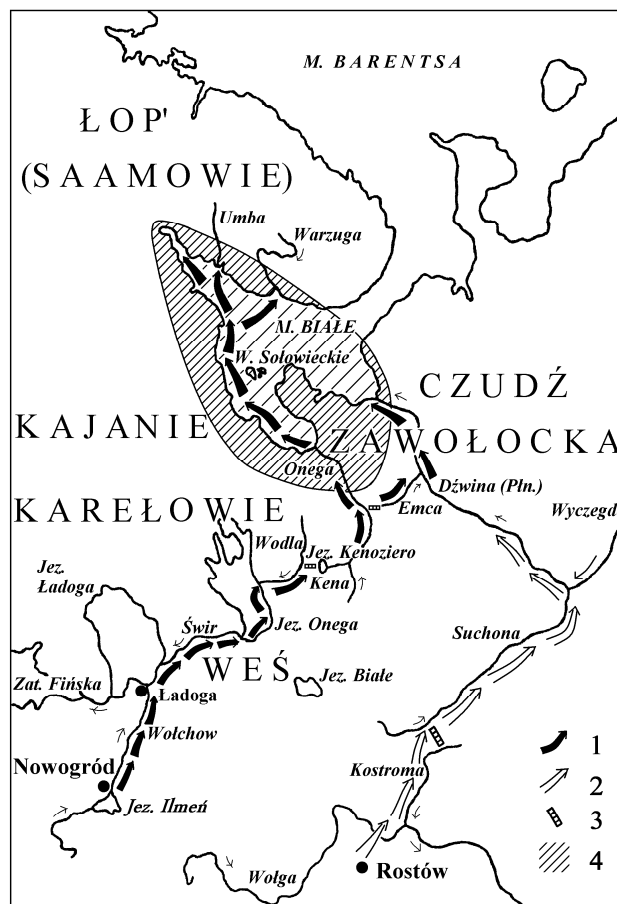 M. BARENTSA
ŁOP'
(SAAMOWIE)
Umba
Warzuga
M. BIAŁE
W. Sołowieckie
CZUDŹ
KAJANIE
ZAWOŁOCKA
Onega
Dźwina (Płn.)
KAREŁOWIE
Emca
Wyczegd
Wodla
Jez. Kenoziero
Jez.
Ładoga
Kena
Świr
Jez. Onega
Suchona
WEŚ
Zat. Fińska
Jez. Białe
Ładoga
Wołchow
1
Nowogród
Kostroma
2
Jez. Ilmeń
3
Wołga
Rostów
4